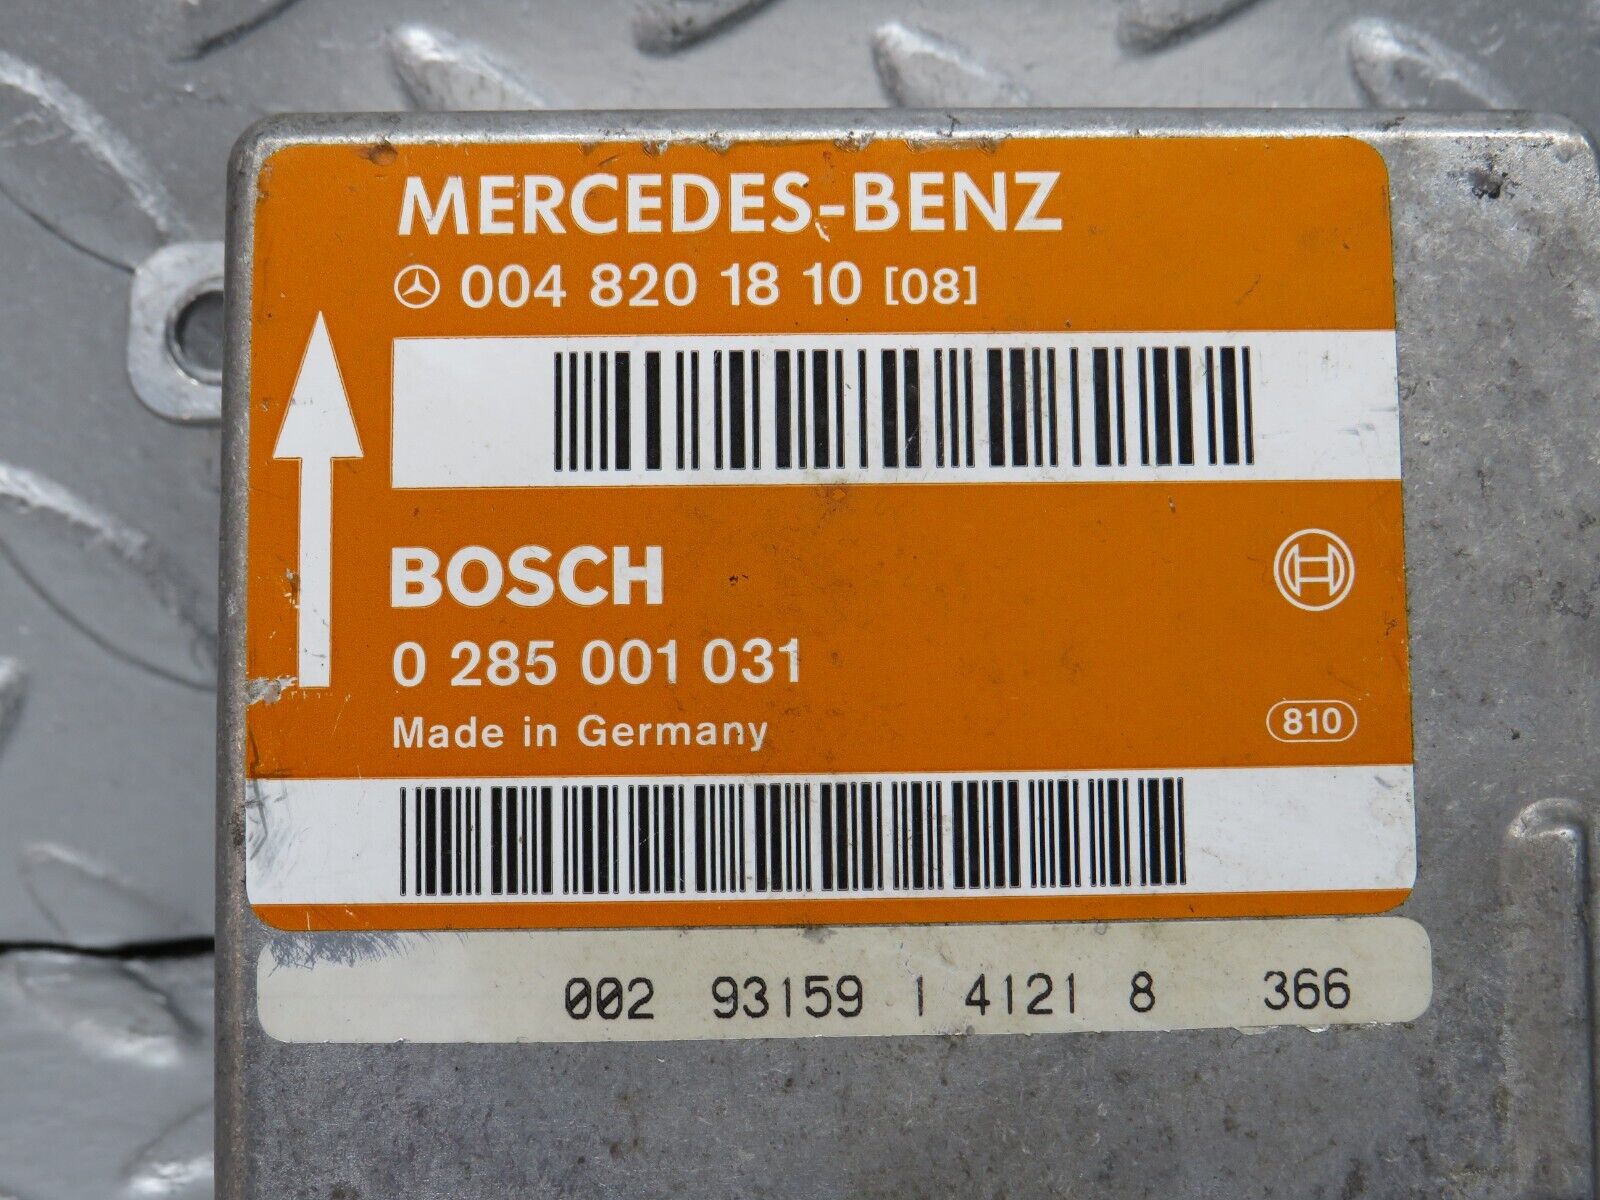 MERCEDES-BENZ
004 820 18 10 [08]
BOSCH
0 285 001 031
Made in Germany
810
002 93159 1 4121 8 366